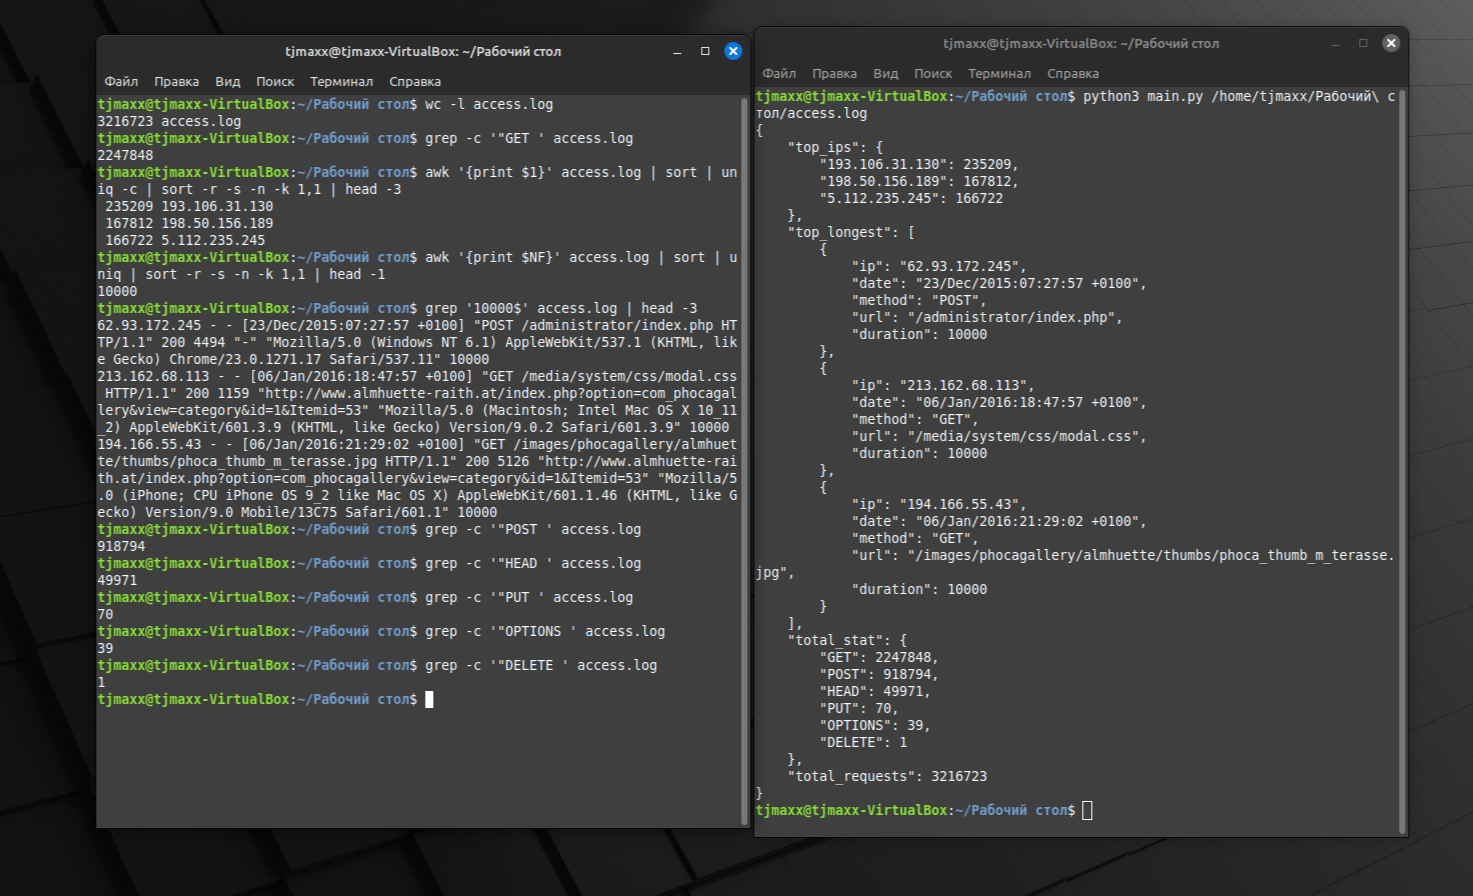 tjmaxx@tjmaxx-VirtualBox: ~/Рабочий стол
Файл Правка Вид Поиск Терминал Справка
tjmaxx@tjmaxx-VirtualBox:~/Рабочий стол$ wc -l access.log
3216723 access.log
tjmaxx@tjmaxx-VirtualBox:~/Рабочий стол$ grep -c '"GET ' access.log
2247848
tjmaxx@tjmaxx-VirtualBox:~/Рабочий стол$ awk '{print $1}' access.log | sort | un
iq -c | sort -r -s -n -k 1,1 | head -3
 235209 193.106.31.130
 167812 198.50.156.189
 166722 5.112.235.245
tjmaxx@tjmaxx-VirtualBox:~/Рабочий стол$ awk '{print $NF}' access.log | sort | u
niq | sort -r -s -n -k 1,1 | head -1
10000
tjmaxx@tjmaxx-VirtualBox:~/Рабочий стол$ grep '10000$' access.log | head -3
62.93.172.245 - - [23/Dec/2015:07:27:57 +0100] "POST /administrator/index.php HT
TP/1.1" 200 4494 "-" "Mozilla/5.0 (Windows NT 6.1) AppleWebKit/537.1 (KHTML, lik
e Gecko) Chrome/23.0.1271.17 Safari/537.11" 10000
213.162.68.113 - - [06/Jan/2016:18:47:57 +0100] "GET /media/system/css/modal.css
 HTTP/1.1" 200 1159 "http://www.almhuette-raith.at/index.php?option=com_phocagal
lery&view=category&id=1&Itemid=53" "Mozilla/5.0 (Macintosh; Intel Mac OS X 10_11
_2) AppleWebKit/601.3.9 (KHTML, like Gecko) Version/9.0.2 Safari/601.3.9" 10000
194.166.55.43 - - [06/Jan/2016:21:29:02 +0100] "GET /images/phocagallery/almhuet
te/thumbs/phoca_thumb_m_terasse.jpg HTTP/1.1" 200 5126 "http://www.almhuette-rai
th.at/index.php?option=com_phocagallery&view=category&id=1&Itemid=53" "Mozilla/5
.0 (iPhone; CPU iPhone OS 9_2 like Mac OS X) AppleWebKit/601.1.46 (KHTML, like G
ecko) Version/9.0 Mobile/13C75 Safari/601.1" 10000
tjmaxx@tjmaxx-VirtualBox:~/Рабочий стол$ grep -c '"POST ' access.log
918794
tjmaxx@tjmaxx-VirtualBox:~/Рабочий стол$ grep -c '"HEAD ' access.log
49971
tjmaxx@tjmaxx-VirtualBox:~/Рабочий стол$ grep -c '"PUT ' access.log
70
tjmaxx@tjmaxx-VirtualBox:~/Рабочий стол$ grep -c '"OPTIONS ' access.log
39
tjmaxx@tjmaxx-VirtualBox:~/Рабочий стол$ grep -c '"DELETE ' access.log
1
tjmaxx@tjmaxx-VirtualBox:~/Рабочий стол$
tjmaxx@tjmaxx-VirtualBox: ~/Рабочий стол
Файл Правка Вид Поиск Терминал Справка
tjmaxx@tjmaxx-VirtualBox:~/Рабочий стол$ python3 main.py /home/tjmaxx/Рабочий\ с
тол/access.log
{
    "top_ips": {
        "193.106.31.130": 235209,
        "198.50.156.189": 167812,
        "5.112.235.245": 166722
    },
    "top_longest": [
        {
            "ip": "62.93.172.245",
            "date": "23/Dec/2015:07:27:57 +0100",
            "method": "POST",
            "url": "/administrator/index.php",
            "duration": 10000
        },
        {
            "ip": "213.162.68.113",
            "date": "06/Jan/2016:18:47:57 +0100",
            "method": "GET",
            "url": "/media/system/css/modal.css",
            "duration": 10000
        },
        {
            "ip": "194.166.55.43",
            "date": "06/Jan/2016:21:29:02 +0100",
            "method": "GET",
            "url": "/images/phocagallery/almhuette/thumbs/phoca_thumb_m_terasse.
jpg",
            "duration": 10000
        }
    ],
    "total_stat": {
        "GET": 2247848,
        "POST": 918794,
        "HEAD": 49971,
        "PUT": 70,
        "OPTIONS": 39,
        "DELETE": 1
    },
    "total_requests": 3216723
}
tjmaxx@tjmaxx-VirtualBox:~/Рабочий стол$